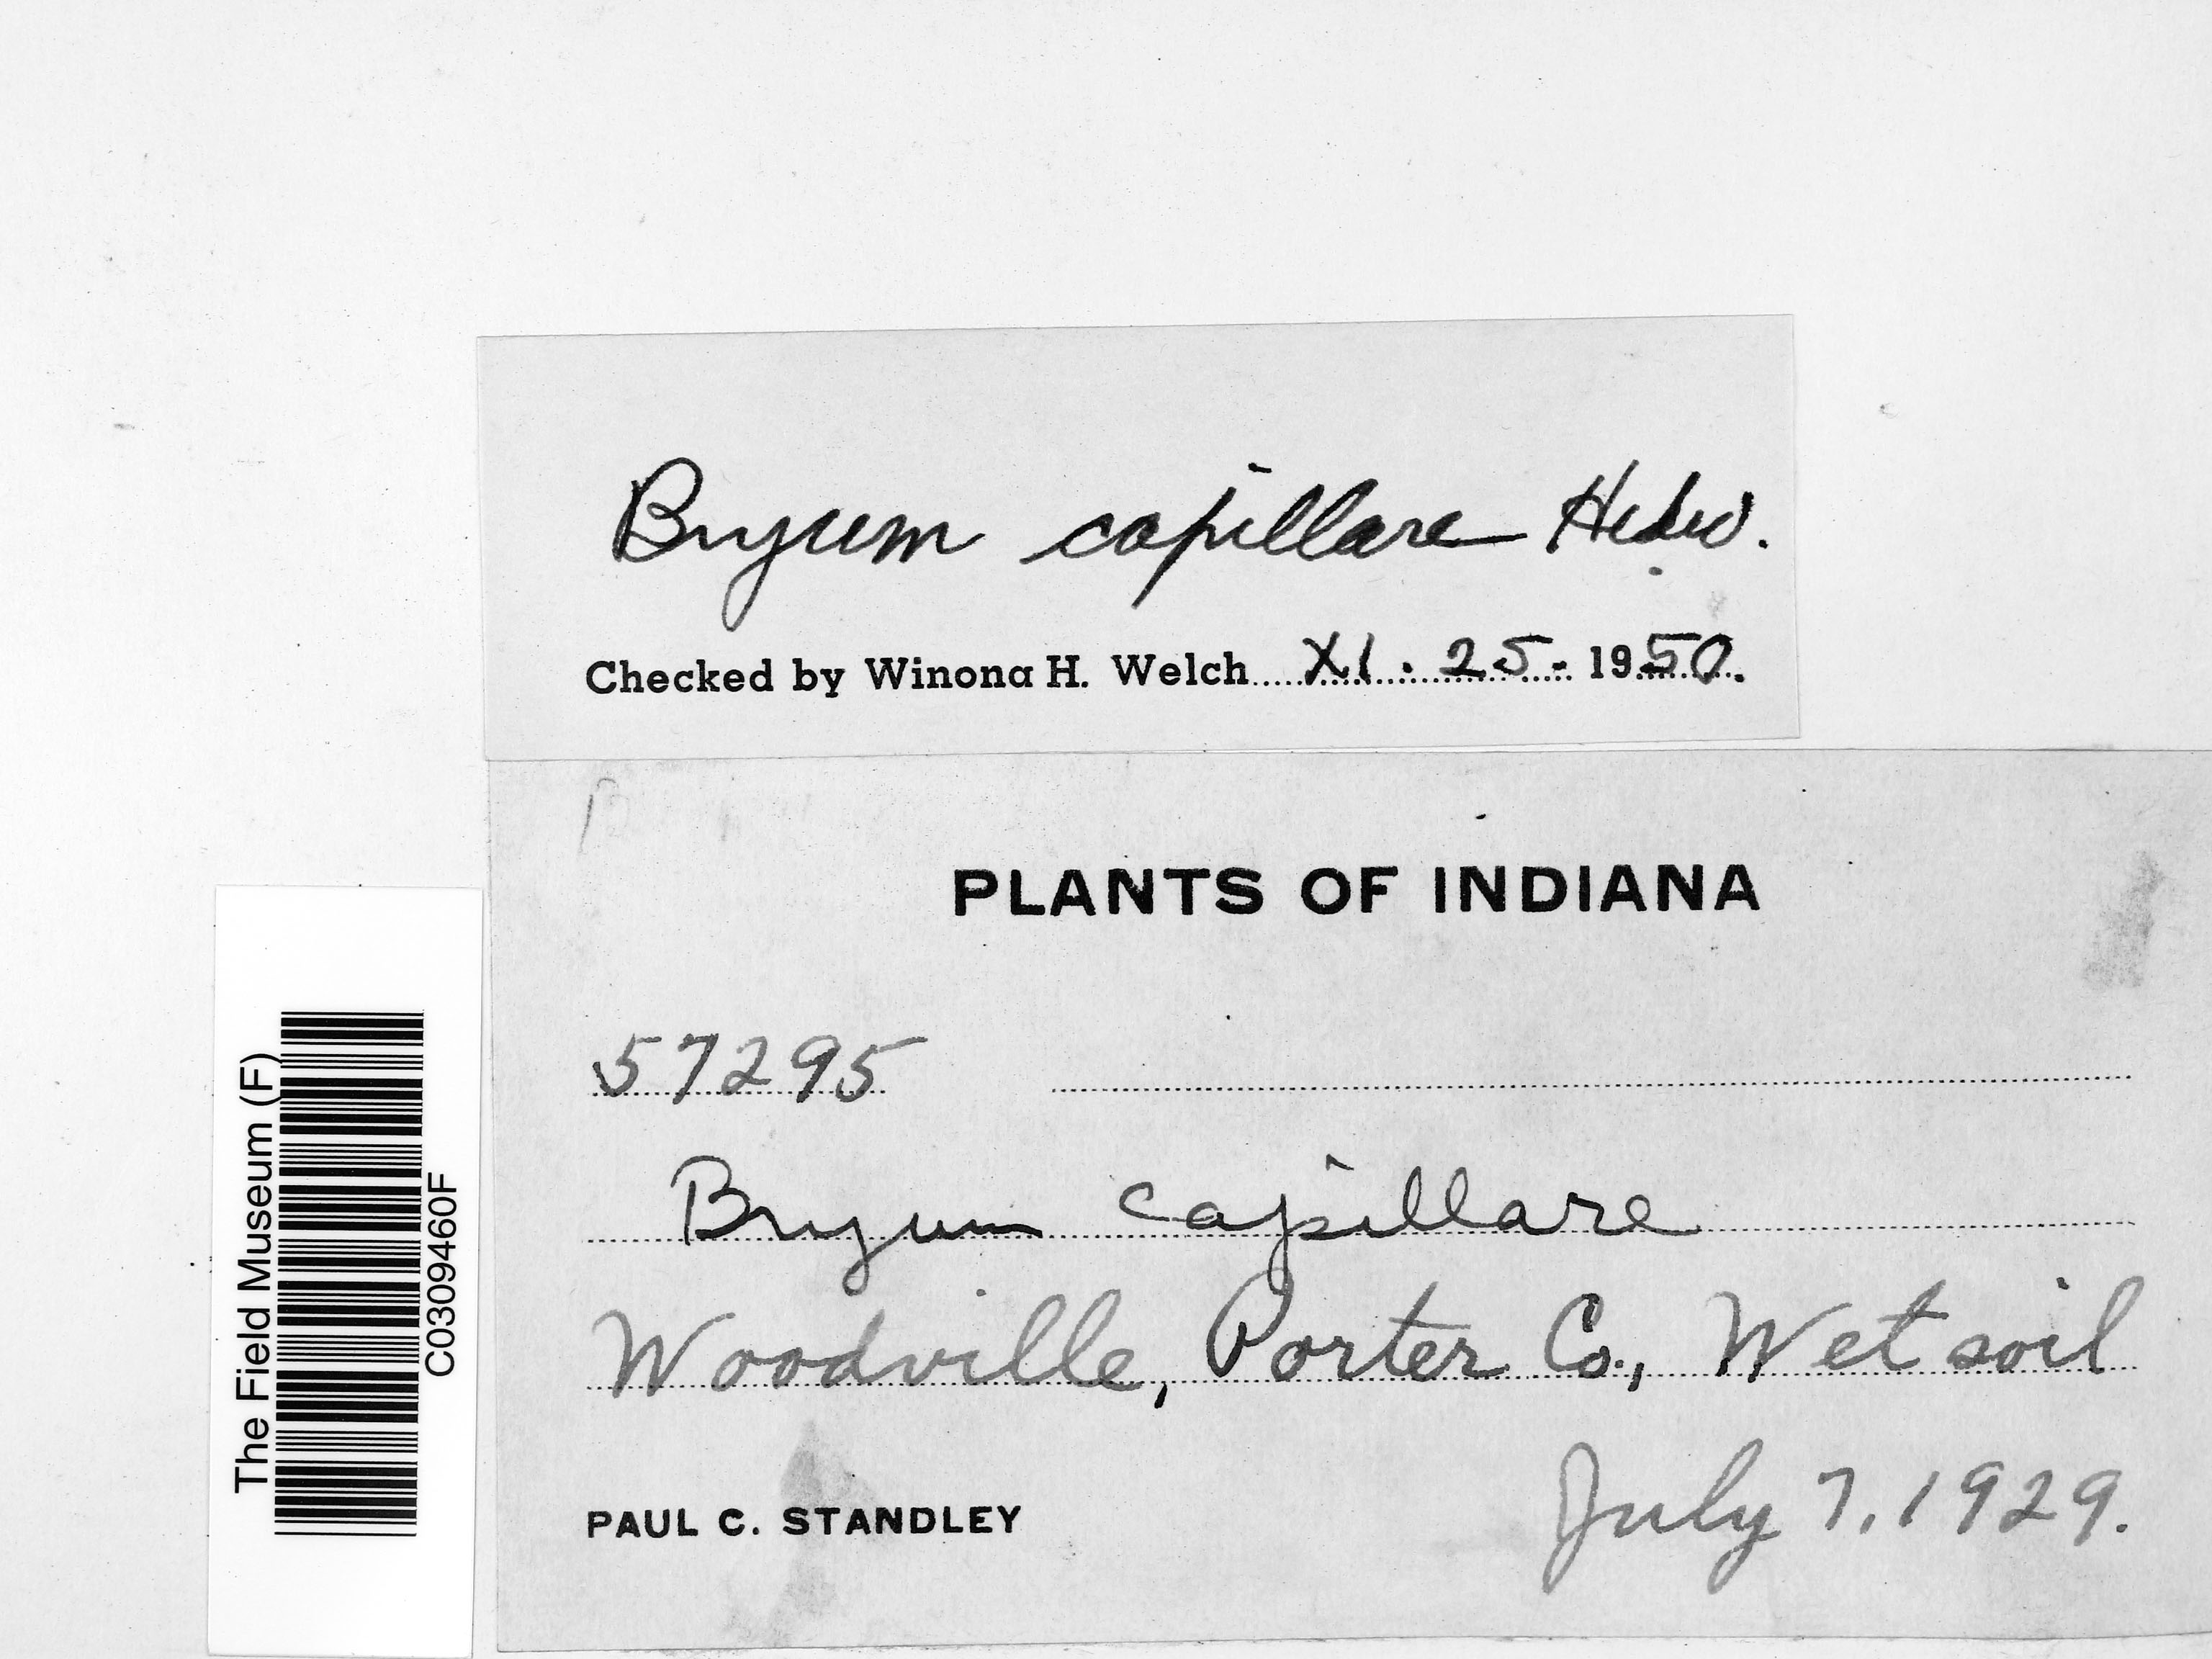 Bryum capillare Hedw.
Checked by Winona H. Welch XI. 25- 1950.
PLANTS OF INDIANA
57295
Bryum capillare
Woodville, Porter Co., Wet soil
July 7, 1929.
PAUL C. STANDLEY
The Field Museum (F)
C0309460F